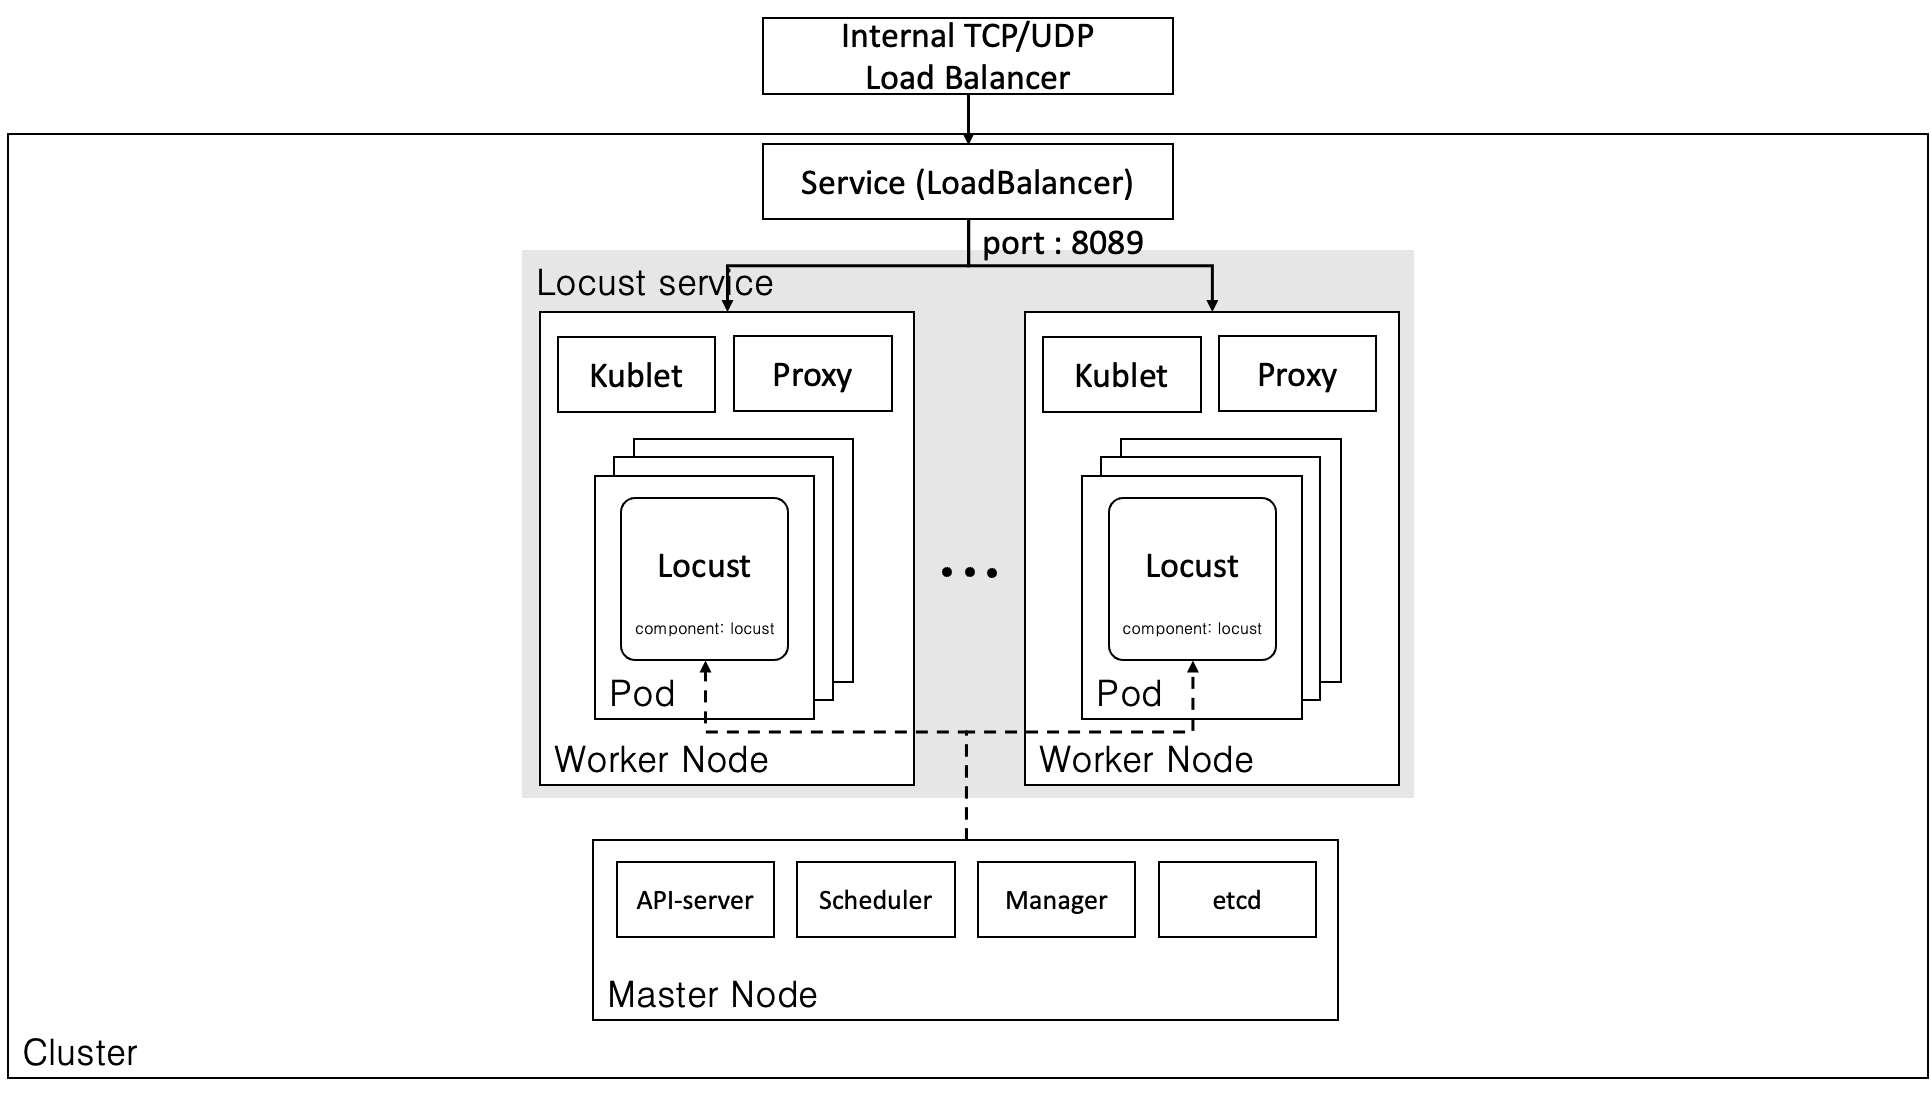 Internal TCP/UDP
Load Balancer
Service (LoadBalancer)
port : 8089
Locust service
Kublet
Proxy
Locust
component: locust
Pod
Worker Node
Kublet
Proxy
Locust
component: locust
Pod
Worker Node
API-server
Scheduler
Manager
etcd
Master Node
Cluster